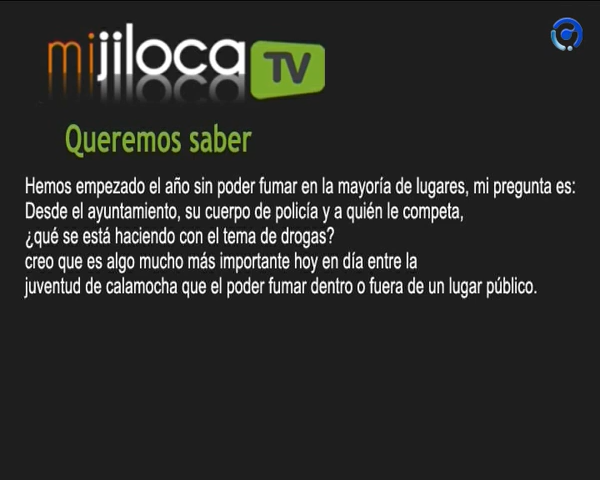 mijiloca TV
Queremos saber
Hemos empezado el año sin poder fumar en la mayoría de lugares, mi pregunta es:
Desde el ayuntamiento, su cuerpo de policía y a quién le competa,
¿qué se está haciendo con el tema de drogas?
creo que es algo mucho más importante hoy en día entre la
juventud de calamocha que el poder fumar dentro o fuera de un lugar público.